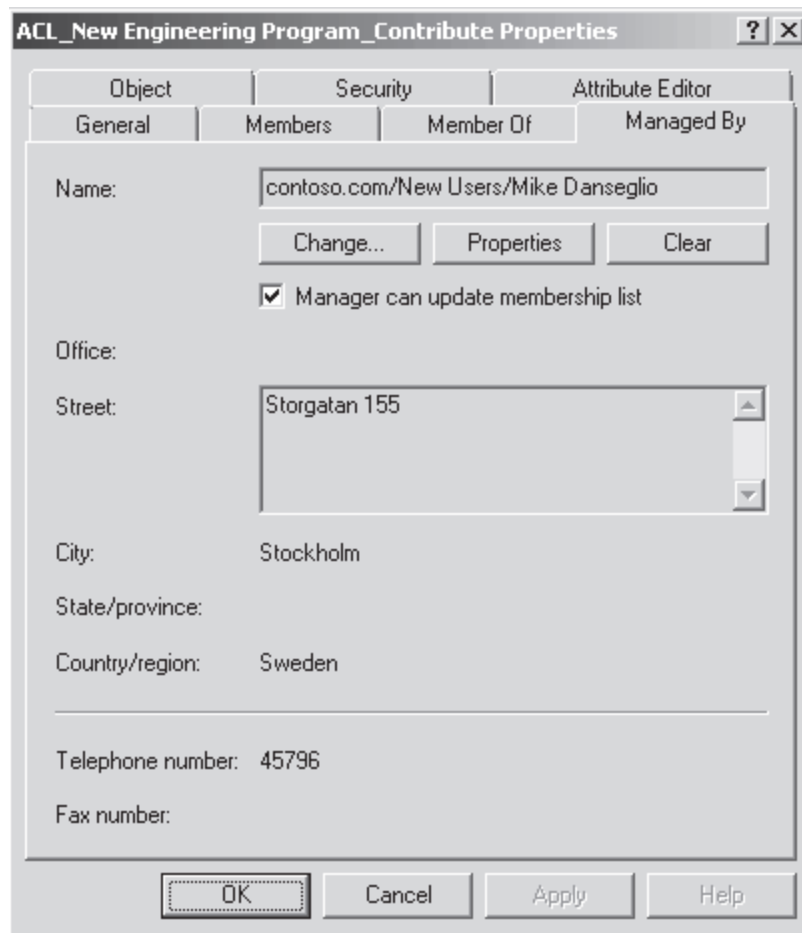 ACL_New Engineering Program_Contribute Properties ? X
Object Security Attribute Editor
General Members Member Of Managed By
Name: contoso.com/New Users/Mike Danseglio
Change... Properties Clear
Manager can update membership list
Office:
Street: Storgatan 155
City: Stockholm
State/province:
Country/region: Sweden
Telephone number: 45796
Fax number:
OK Cancel Apply Help